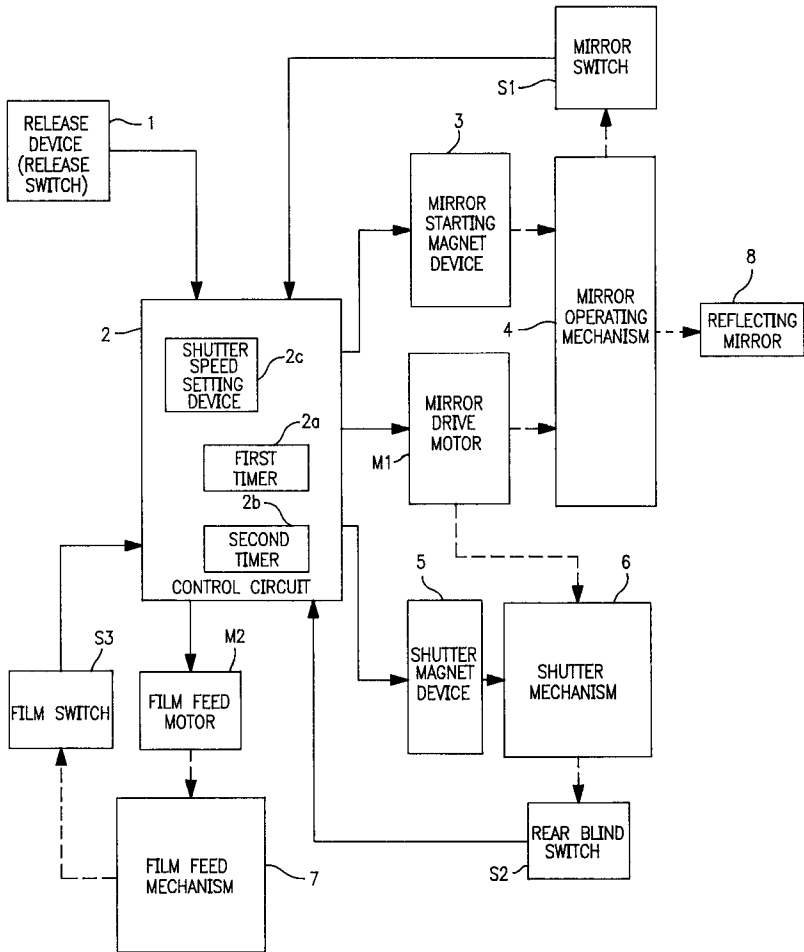 MIRROR
SWITCH
S1
1
RELEASE
DEVICE
(RELEASE
SWITCH)
3
MIRROR
STARTING
MAGNET
DEVICE
4
MIRROR
OPERATING
MECHANISM
8
REFLECTING
MIRROR
2
SHUTTER
SPEED
SETTING
DEVICE
2c
2a
FIRST
TIMER
2b
SECOND
TIMER
CONTROL CIRCUIT
MIRROR
DRIVE
MOTOR
M1
5
SHUTTER
MAGNET
DEVICE
6
SHUTTER
MECHANISM
S3
FILM SWITCH
M2
FILM FEED
MOTOR
FILM FEED
MECHANISM
7
REAR BLIND
SWITCH
S2